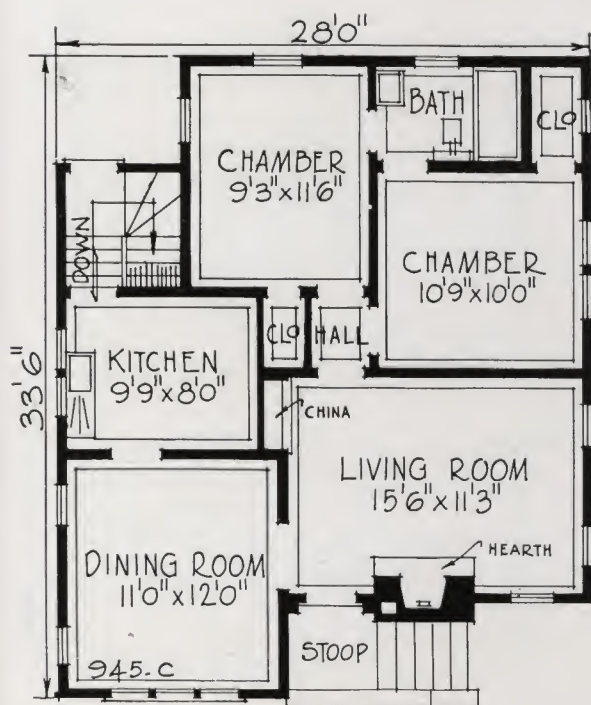 28'0"
BATH
CLO
CHAMBER
9'3"x11'6"
DOWN
CHAMBER
10'9"x10'0"
33'6"
CLO
HALL
KITCHEN
9'9"x8'0"
CHINA
LIVING ROOM
15'6"x11'3"
HEARTH
DINING ROOM
11'0"x12'0"
STOOP
945-C